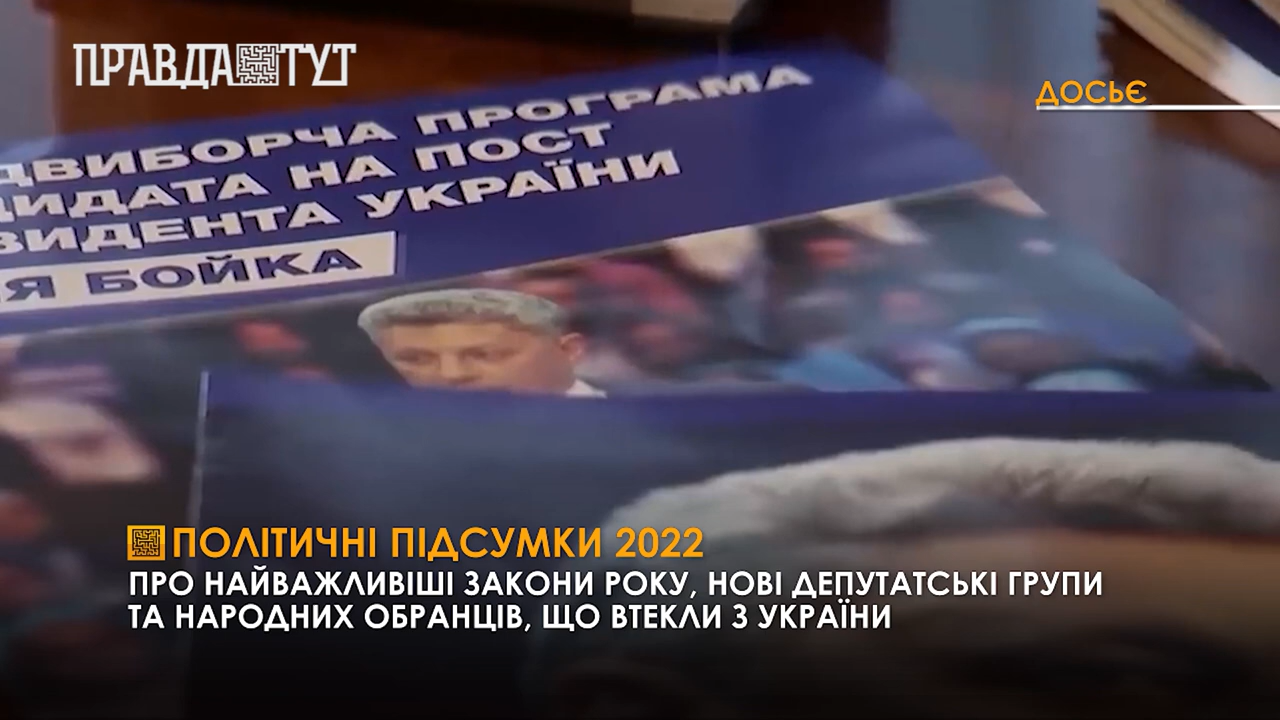 ПРАВДА ТУТ
ДОСЬЄ
ДВИБОРЧА ПРОГРАМА
ДИДАТА НА ПОСТ
ЗИДЕНТА УКРАЇНИ
Я БОЙКА
ПОЛІТИЧНІ ПІДСУМКИ 2022
ПРО НАЙВАЖЛИВІШІ ЗАКОНИ РОКУ, НОВІ ДЕПУТАТСЬКІ ГРУПИ
ТА НАРОДНИХ ОБРАНЦІВ, ЩО ВТЕКЛИ З УКРАЇНИ